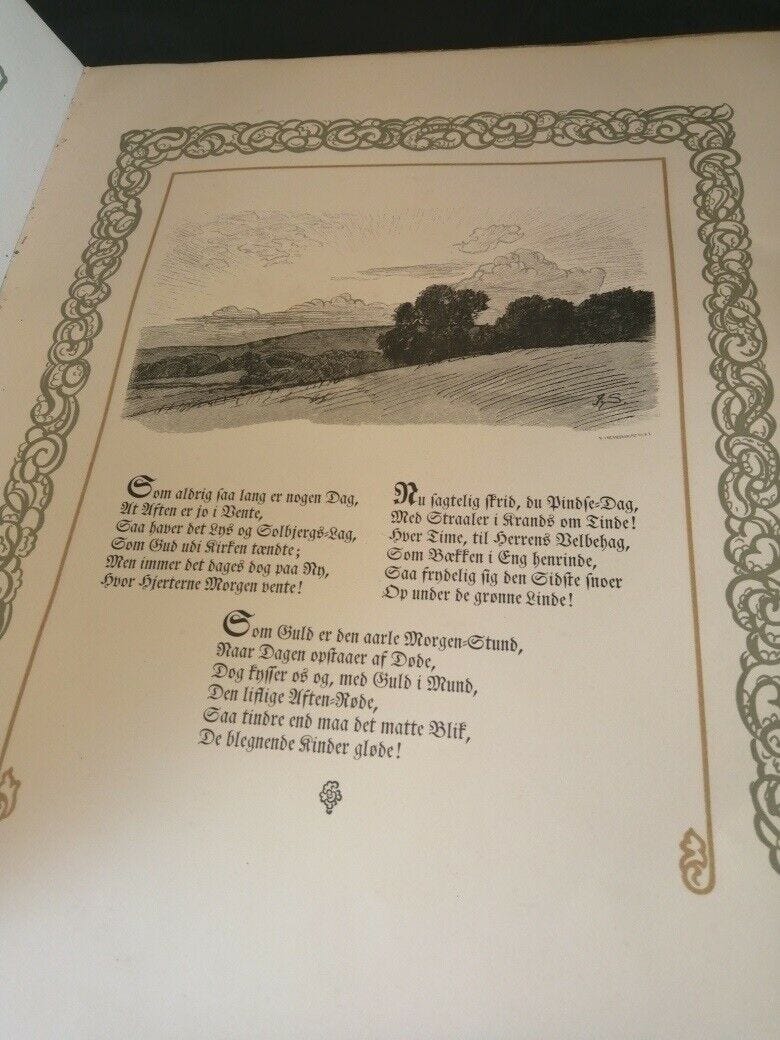 A. S.
Som aldrig saa lang er nogen Dag,
At Aften er jo i Vente,
Saa haver det Lys og Solbjergs-Lag,
Som Gud udi Kirken tændte;
Men immer det dages dog paa Ny,
Hvor Hjerterne Morgen vente!
Nu sagtelig skrid, du Pindse-Dag,
Med Straaler i Krands om Tinde!
Hver Time, til Herrens Velbehag,
Som Bækken i Eng henrinde,
Saa frydelig sig den Sidste snoer
Op under de grønne Linde!
Som Guld er den aarle Morgen-Stund,
Naar Dagen opstaaer af Døde,
Dog kysser os og, med Guld i Mund,
Den liflige Aften-Røde,
Saa tindre end maa det matte Blik,
De blegnende Kinder gløde!